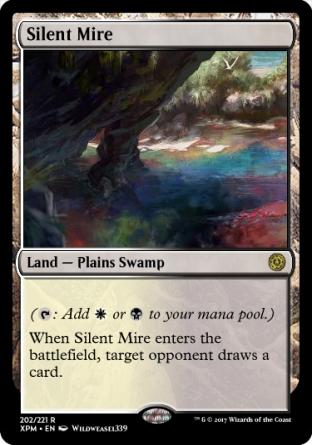 Silent Mire
Land — Plains Swamp
(: Add or to your mana pool.)
When Silent Mire enters the
battlefield, target opponent draws a
card.
202/221 R
XPM • EN WILDWEASEL339
™ & © 2017 Wizards of the Coast